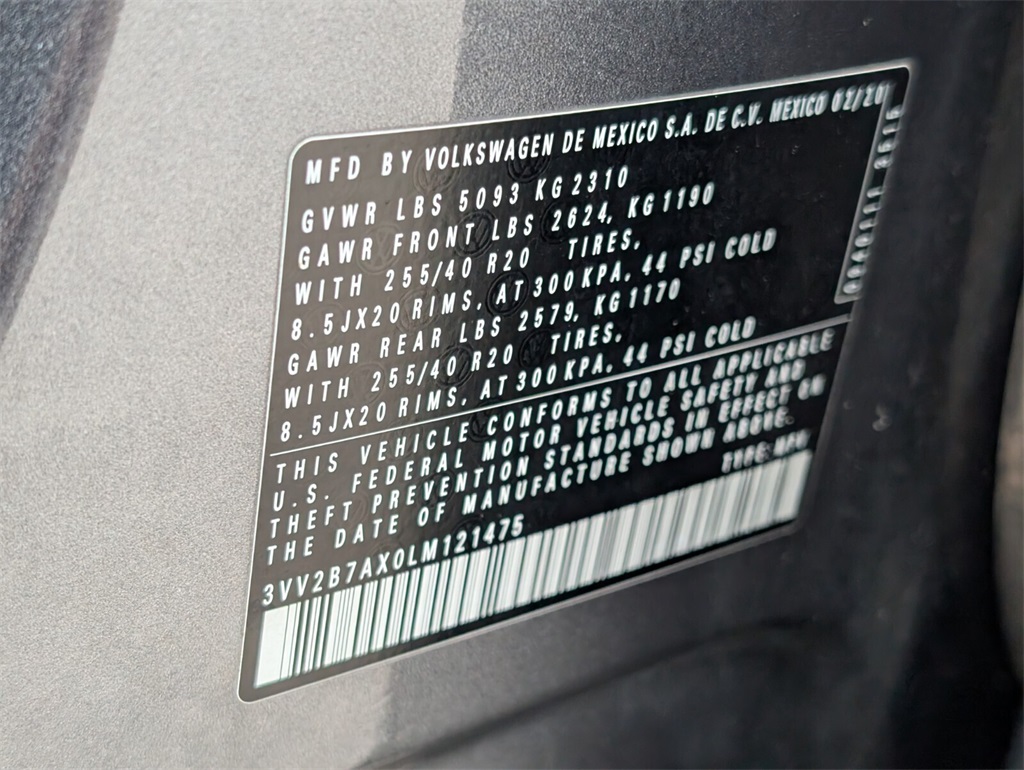 MFD BY VOLKSWAGEN DE MEXICO S.A. DE C.V. MEXICO 02/20
GVWR LBS 5093 KG 2310
GAWR FRONT LBS 2624, KG 1190
WITH 255/40 R20 TIRES,
8.5JX20 RIMS, AT 300 KPA, 44 PSI COLD
GAWR REAR LBS 2579, KG 1170
WITH 255/40 R20 TIRES,
8.5JX20 RIMS, AT 300 KPA, 44 PSI COLD
THIS VEHICLE CONFORMS TO ALL APPLICABLE
U.S. FEDERAL MOTOR VEHICLE SAFETY AND
THEFT PREVENTION STANDARDS IN EFFECT ON
THE DATE OF MANUFACTURE SHOWN ABOVE.
TYPE: MPV
3VV2B7AX0LM121475